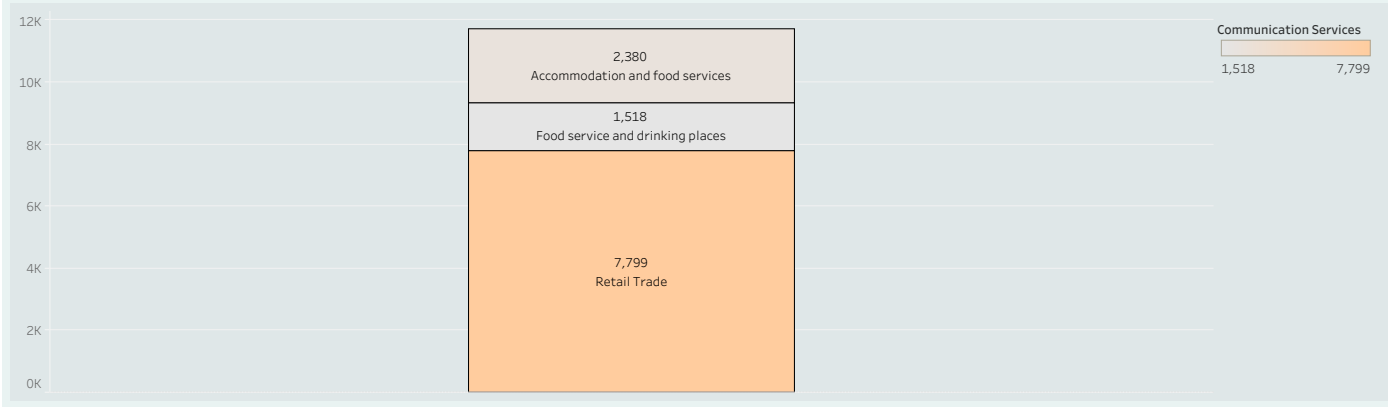 12K
10K
8K
6K
4K
2K
0K
2,380
Accommodation and food services
1,518
Food service and drinking places
7,799
Retail Trade
Communication Services
1,518 7,799